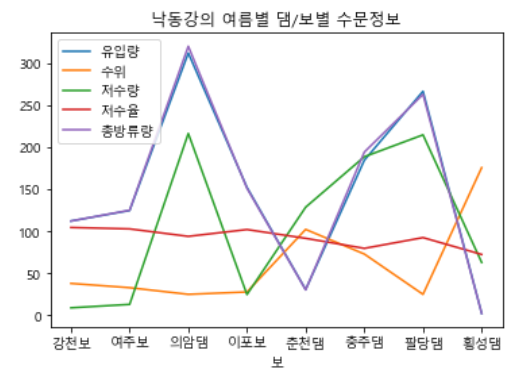 낙동강의 여름별 댐/보별 수문정보
유입량
수위
저수량
저수율
총방류량
300
250
200
150
100
50
0
강천보 여주보 의암댐 이포보 춘천댐 충주댐 팔당댐 횡성댐
보